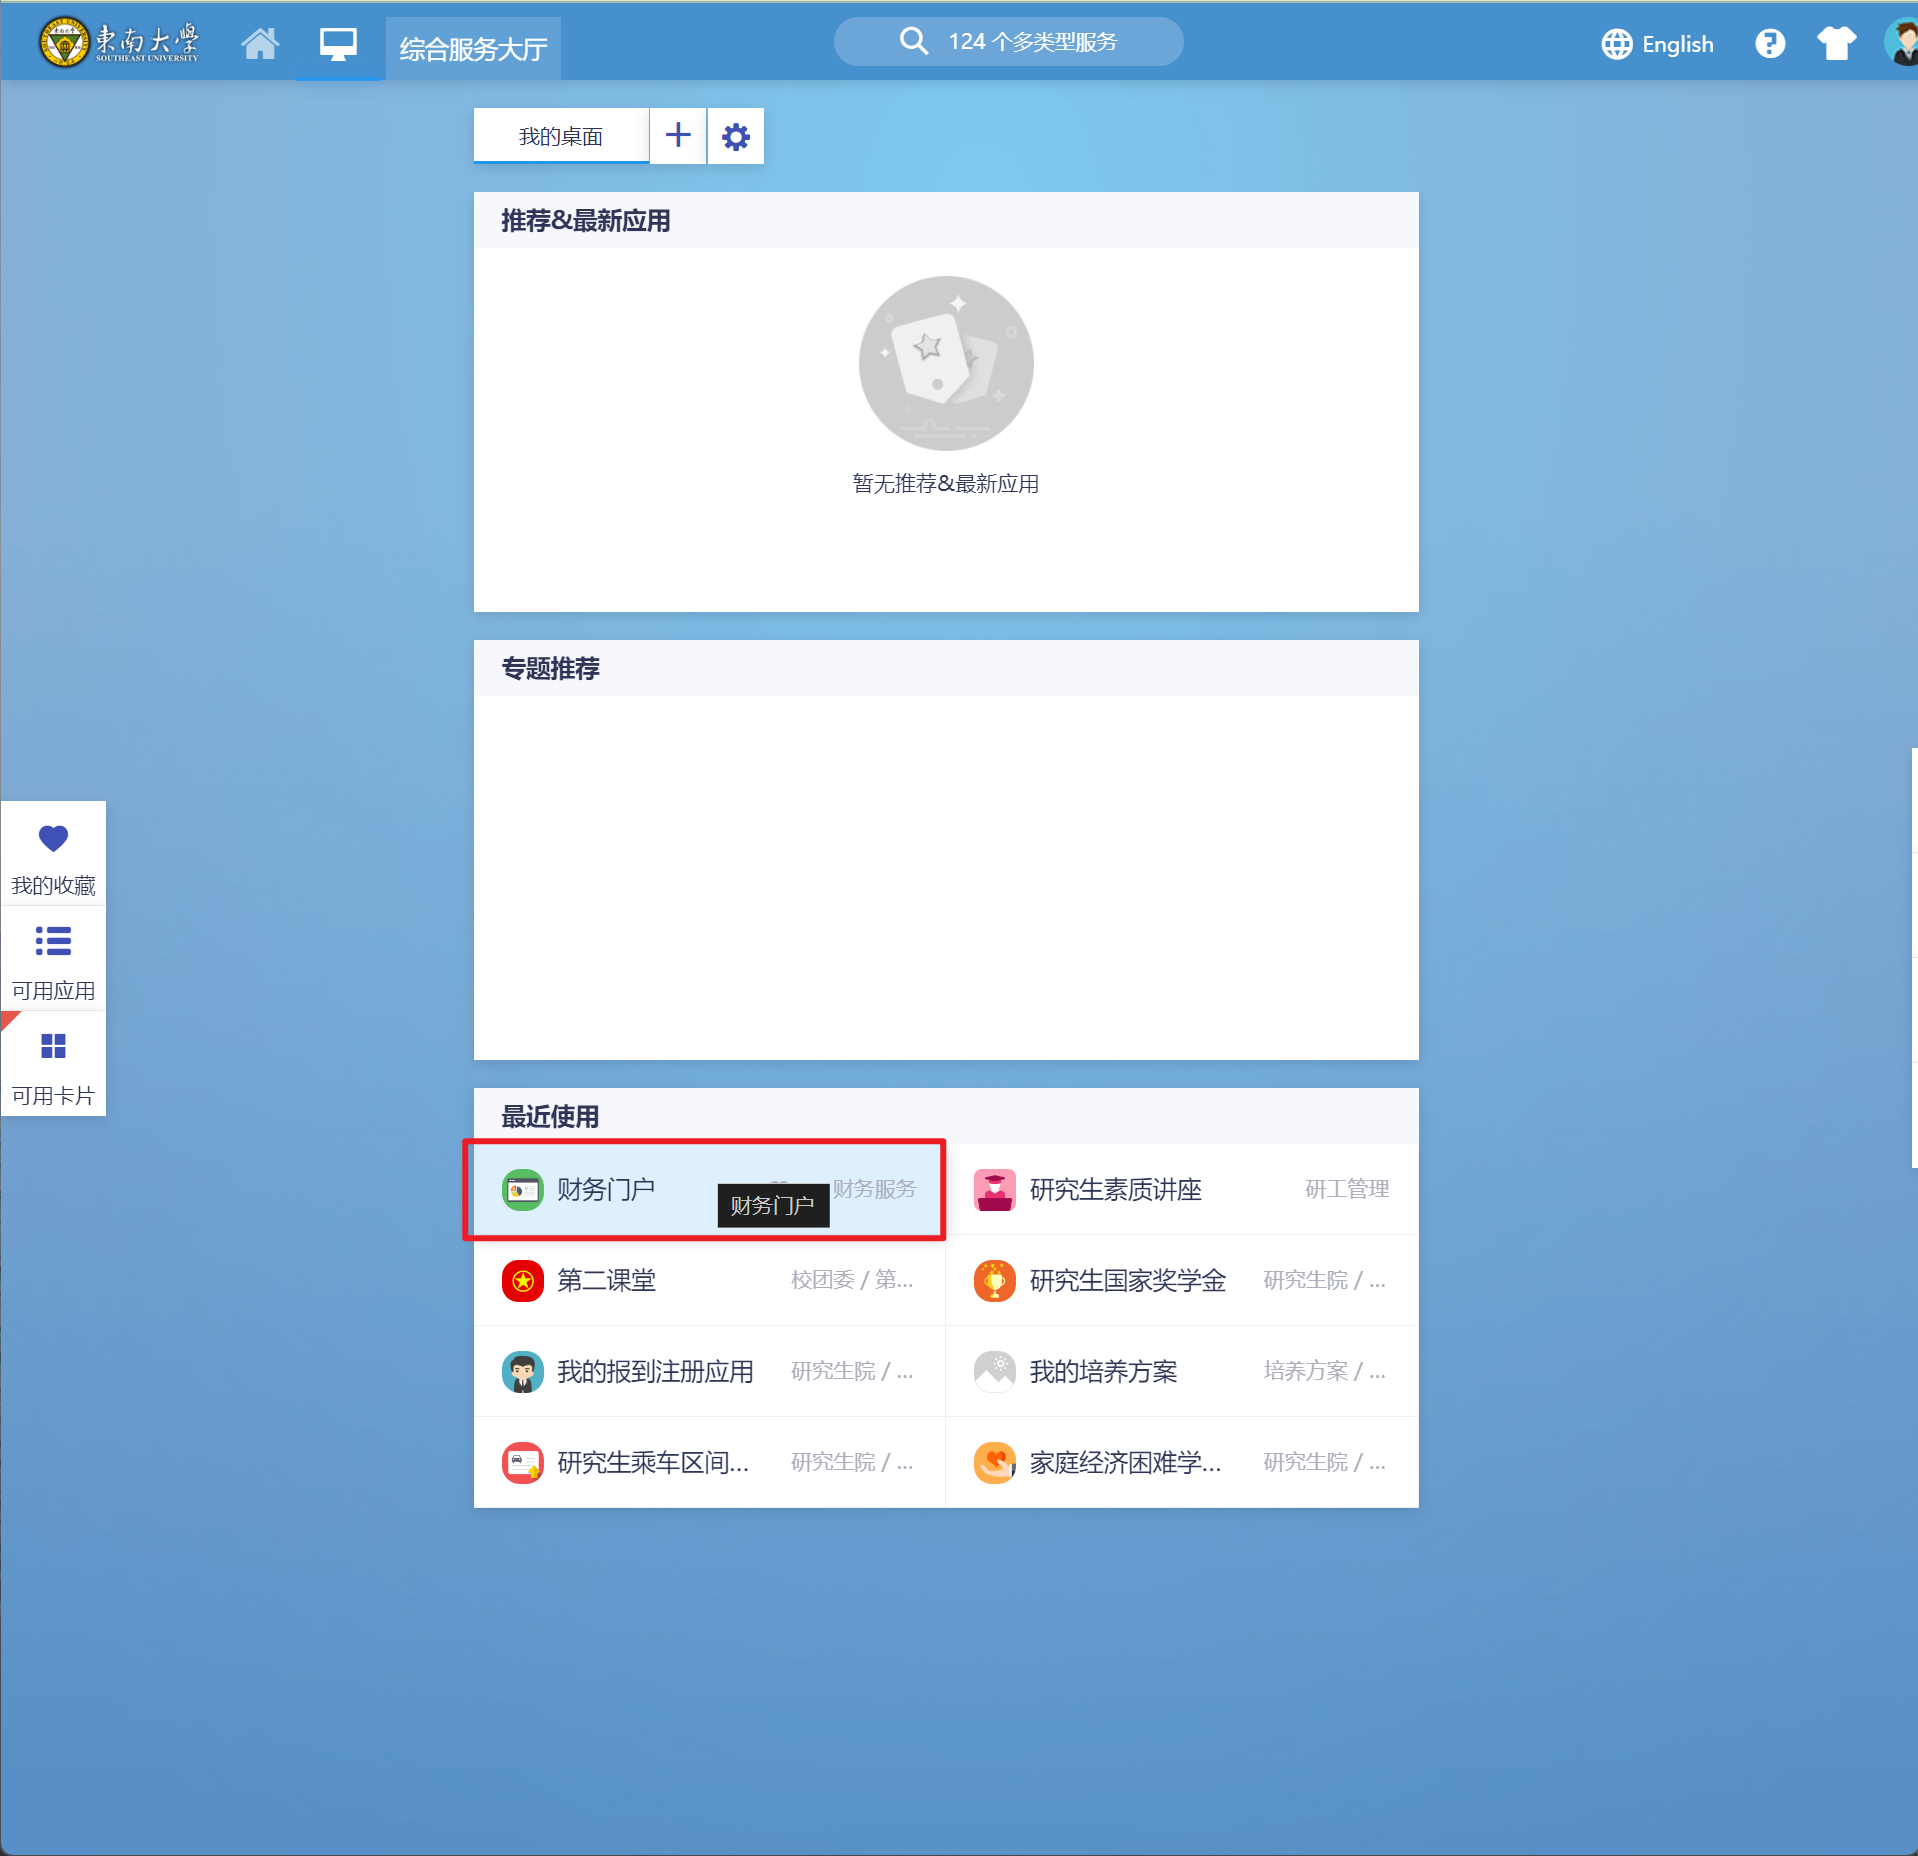 東南大學
SOUTHEAST UNIVERSITY
综合服务大厅
124 个多类型服务
English
我的桌面
推荐&最新应用
暂无推荐&最新应用
专题推荐
我的收藏
可用应用
可用卡片
最近使用
财务门户 财务服务
财务门户
研究生素质讲座 研工管理
第二课堂 校团委 / 第...
研究生国家奖学金 研究生院 / ...
我的报到注册应用 研究生院 / ...
我的培养方案 培养方案 / ...
研究生乘车区间... 研究生院 / ...
家庭经济困难学... 研究生院 / ...